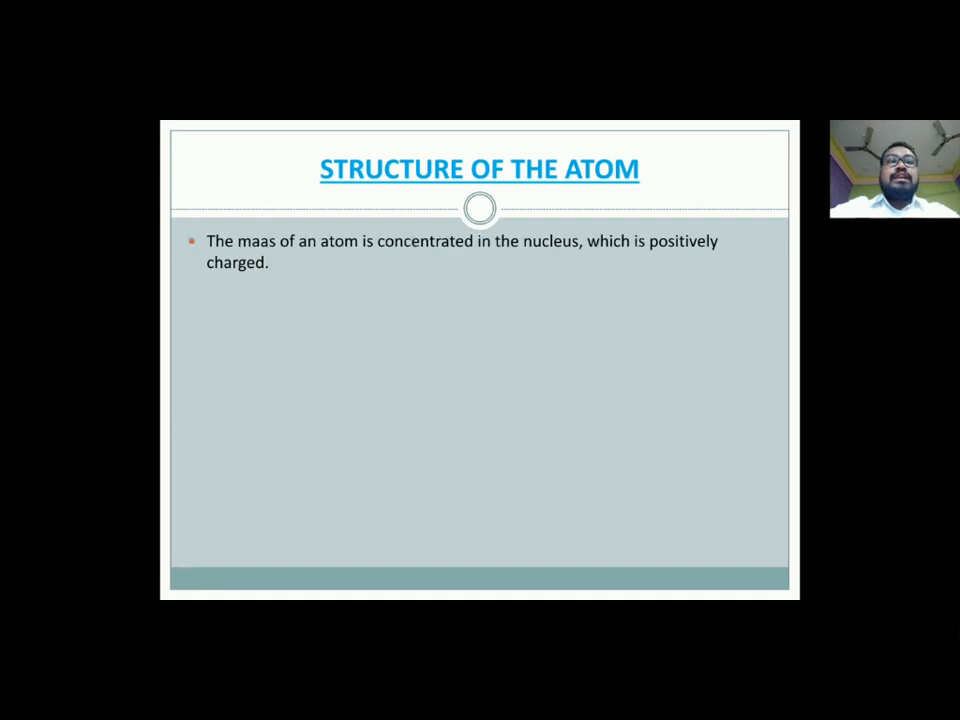 STRUCTURE OF THE ATOM
The maas of an atom is concentrated in the nucleus, which is positively
charged.